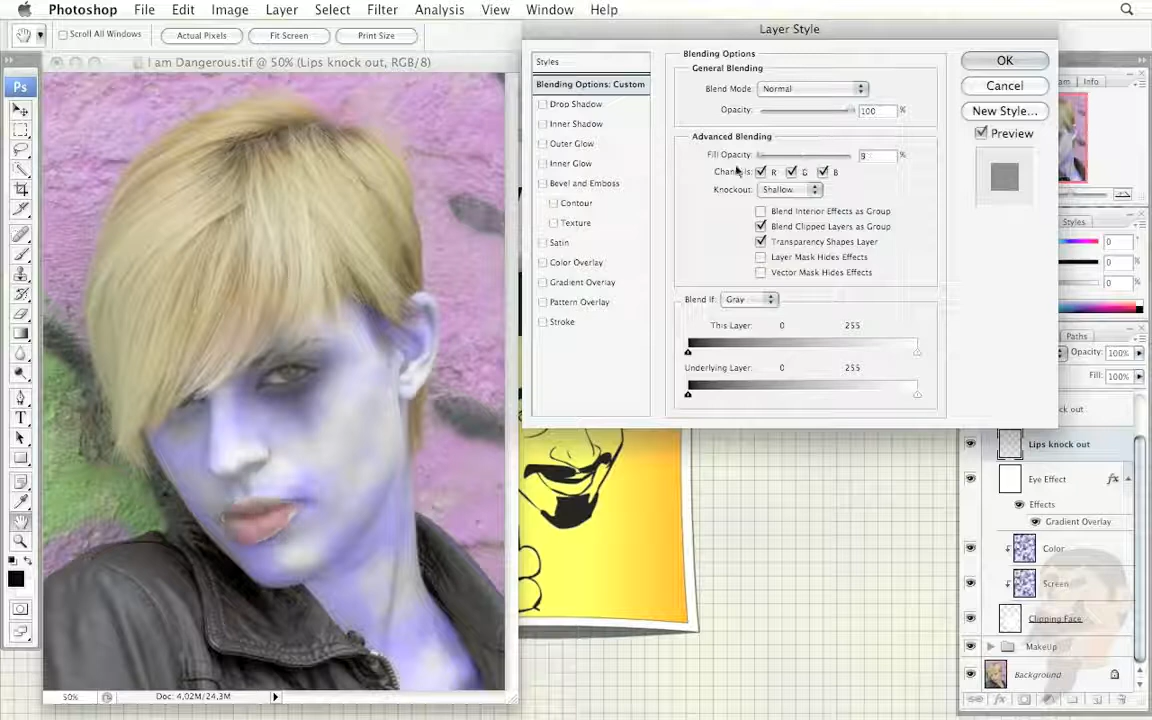 Photoshop File Edit Image Layer Select Filter Analysis View Window Help
Scroll All Windows Actual Pixels Fit Screen Print Size
I am Dangerous.tif @ 50% (Lips knock out, RGB/8)
Ps
T
50% Doc: 4,02M/24,3M
Layer Style
Styles
Blending Options: Custom
Drop Shadow
Inner Shadow
Outer Glow
Inner Glow
Bevel and Emboss
Contour
Texture
Satin
Color Overlay
Gradient Overlay
Pattern Overlay
Stroke
Blending Options
General Blending
Blend Mode: Normal
Opacity: 100 %
Advanced Blending
Fill Opacity: 9 %
Channels: R G B
Knockout: Shallow
Blend Interior Effects as Group
Blend Clipped Layers as Group
Transparency Shapes Layer
Layer Mask Hides Effects
Vector Mask Hides Effects
Blend If: Gray
This Layer: 0 255
Underlying Layer: 0 255
OK
Cancel
New Style...
Preview
Info
Styles
0
0
0
Paths
Opacity: 100%
Fill: 100%
out
Lips knock out
Eye Effect fx
Effects
Gradient Overlay
Color
Screen
Clipping Face
MakeUp
Background